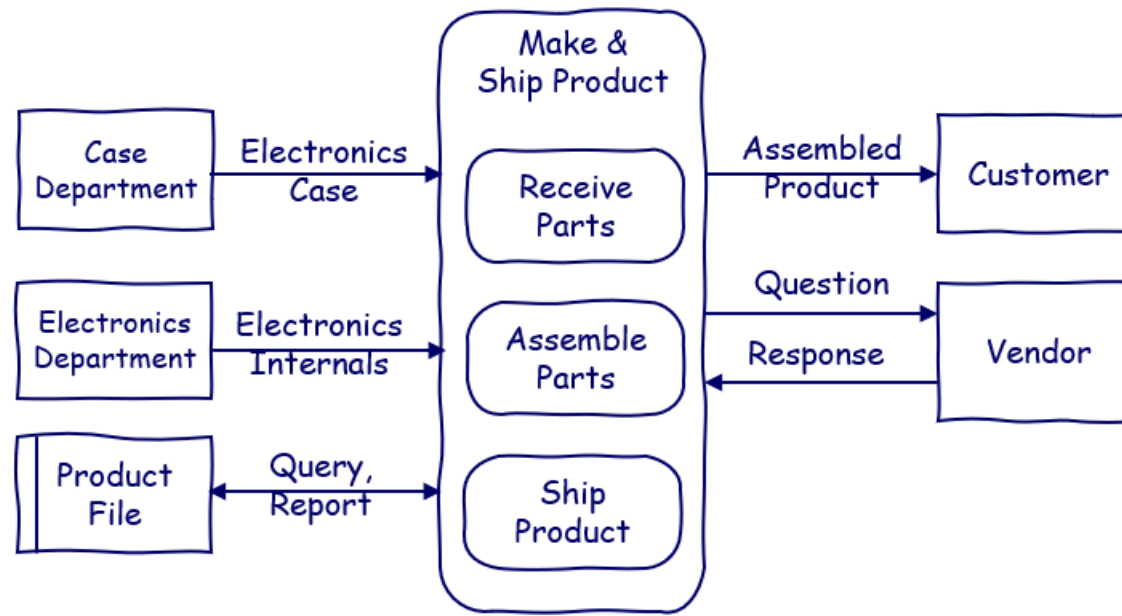 Make &
Ship Product
Case
Department
Electronics
Case
Receive
Parts
Assembled
Product
Customer
Electronics
Department
Electronics
Internals
Assemble
Parts
Question
Response
Vendor
Product
File
Query,
Report
Ship
Product